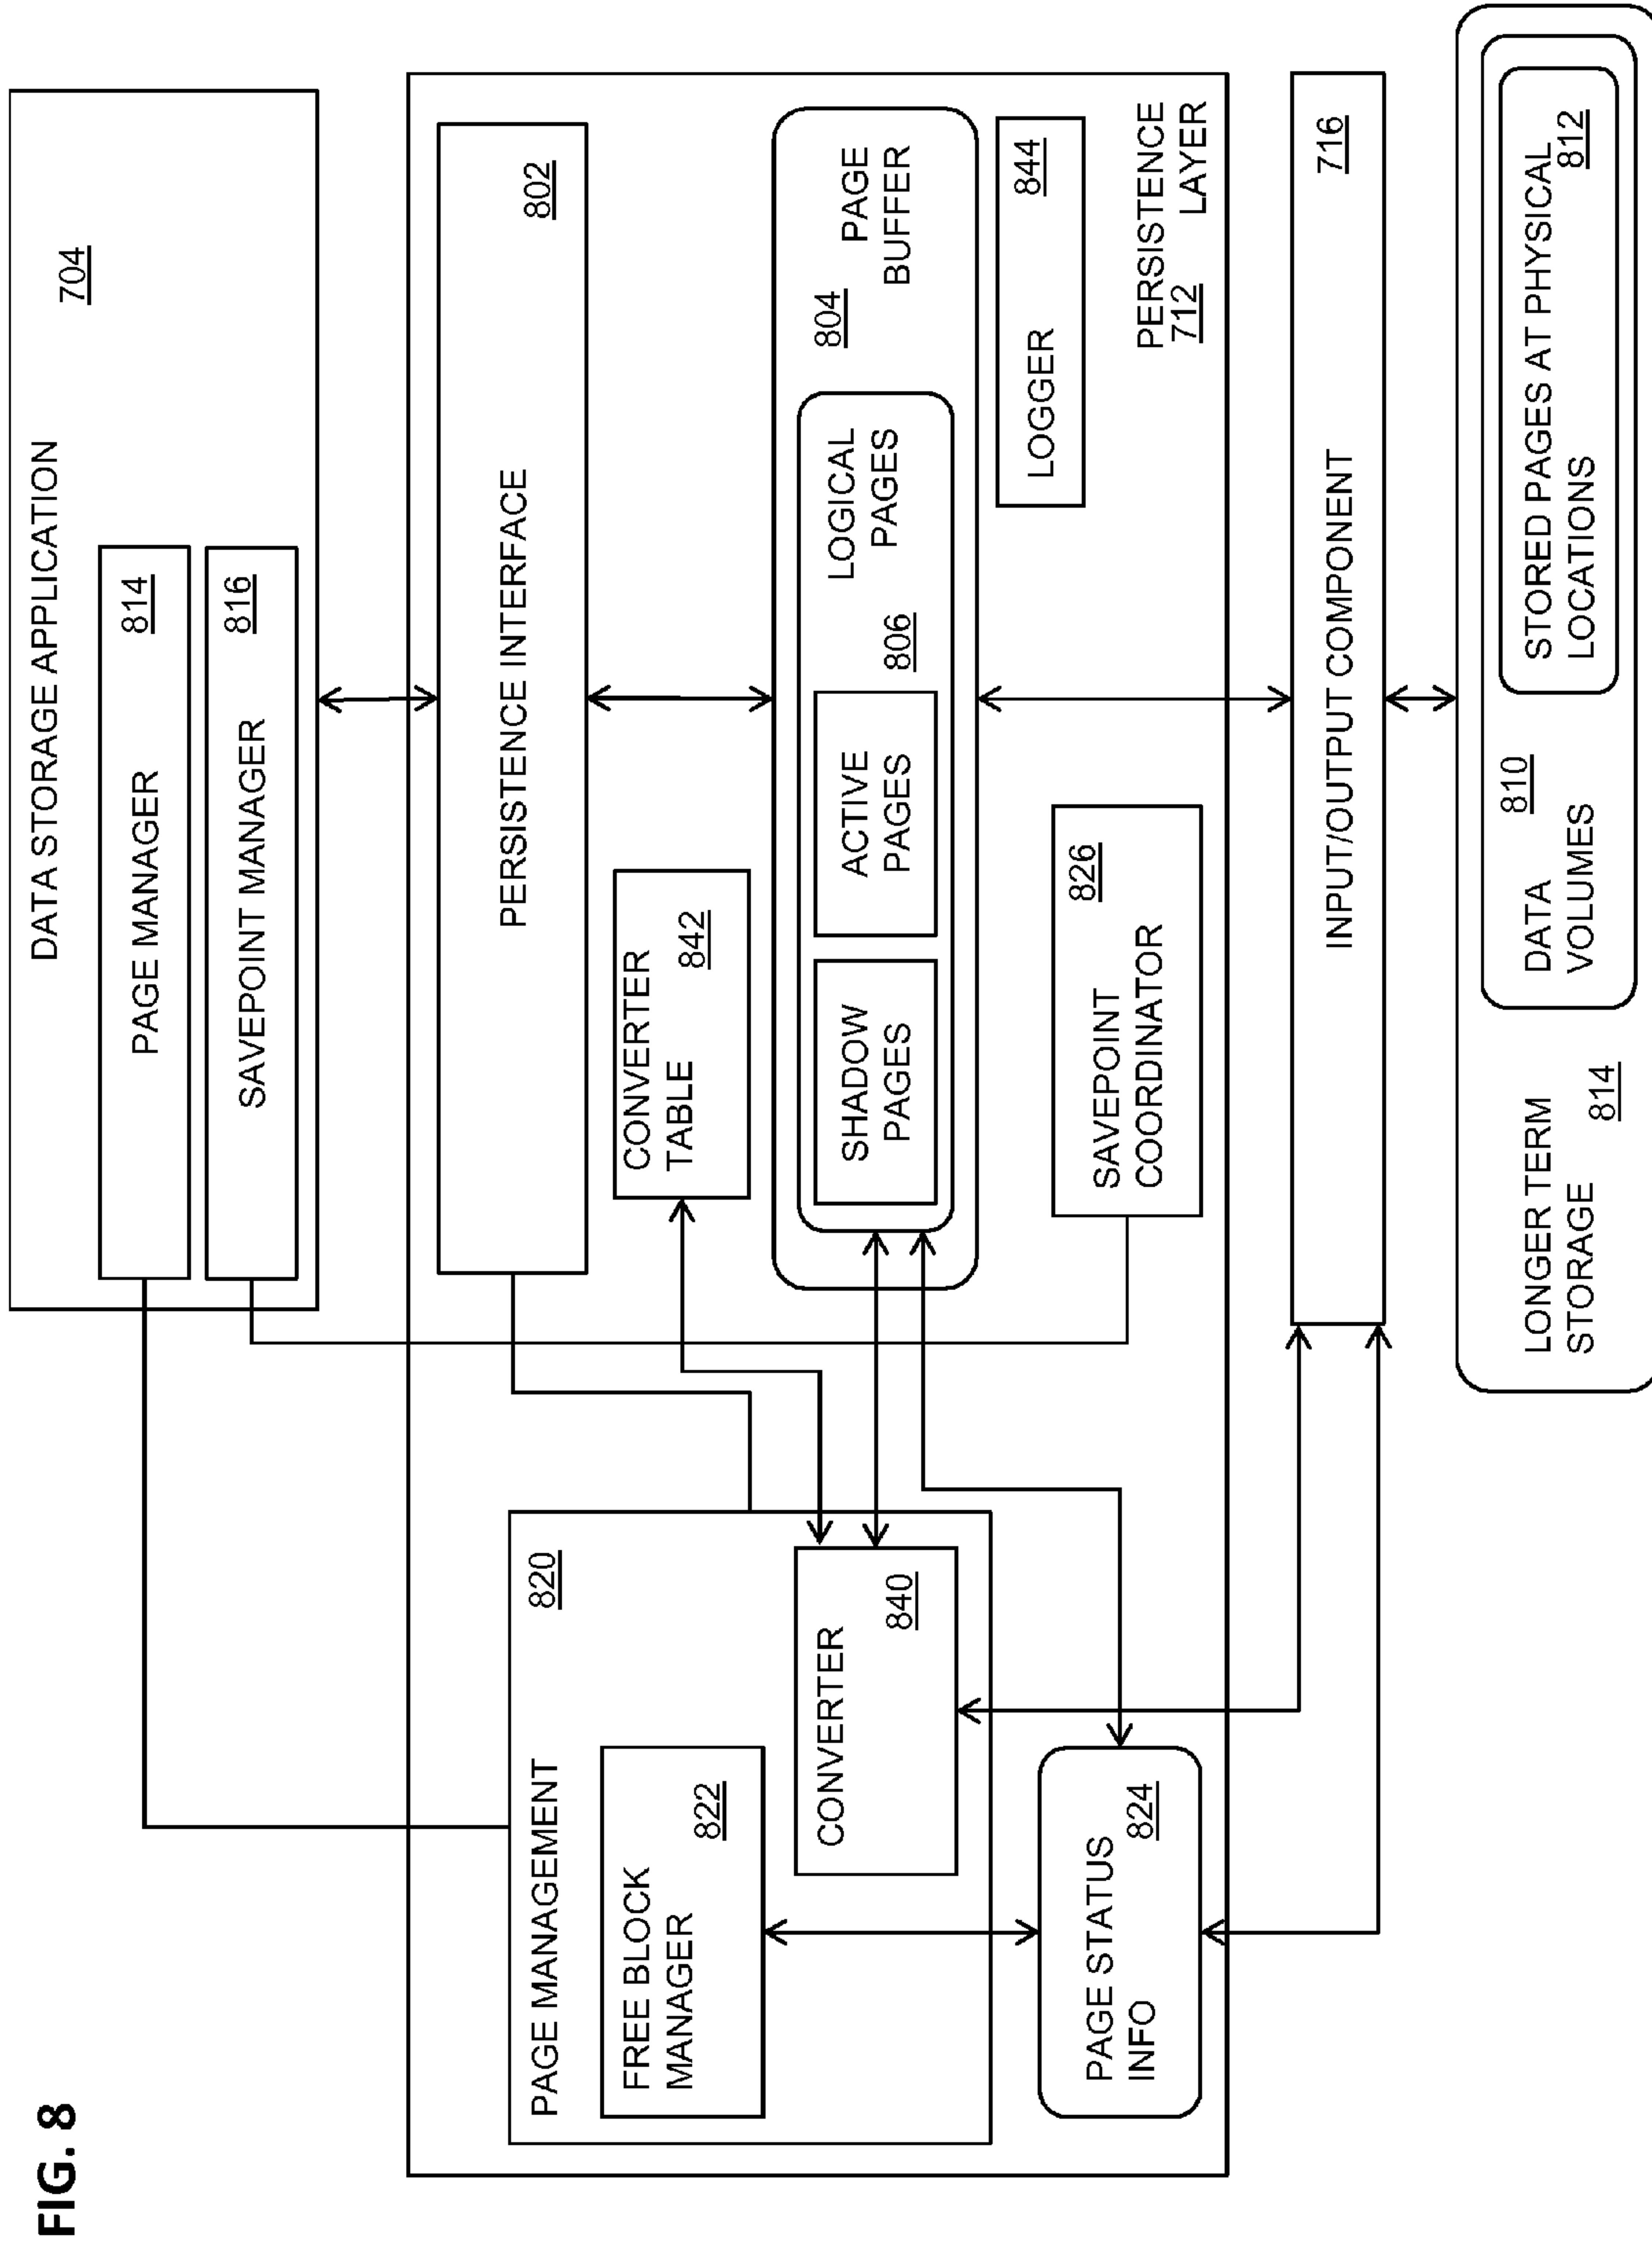 FIG. 8
DATA STORAGE APPLICATION
704
PAGE MANAGER
814
SAVEPOINT MANAGER
816
PERSISTENCE INTERFACE
802
PAGE MANAGEMENT
820
FREE BLOCK
MANAGER
822
CONVERTER
840
CONVERTER
TABLE
842
804
PAGE
BUFFER
LOGICAL
PAGES
806
SHADOW
PAGES
ACTIVE
PAGES
PAGE STATUS
INFO
824
SAVEPOINT
COORDINATOR
826
LOGGER
844
PERSISTENCE
LAYER
712
INPUT/OUTPUT COMPONENT
716
LONGER TERM
STORAGE
814
DATA
VOLUMES
810
STORED PAGES AT PHYSICAL
LOCATIONS
812